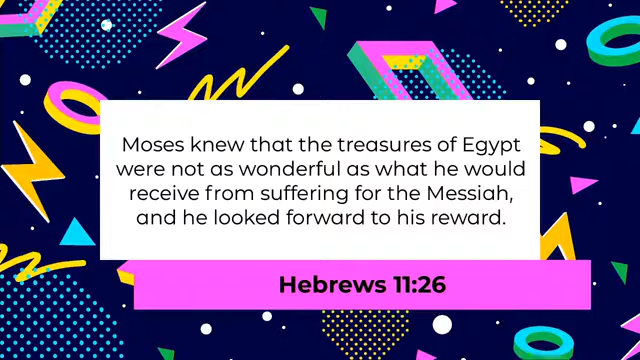 Moses knew that the treasures of Egypt
were not as wonderful as what he would
receive from suffering for the Messiah,
and he looked forward to his reward.
Hebrews 11:26